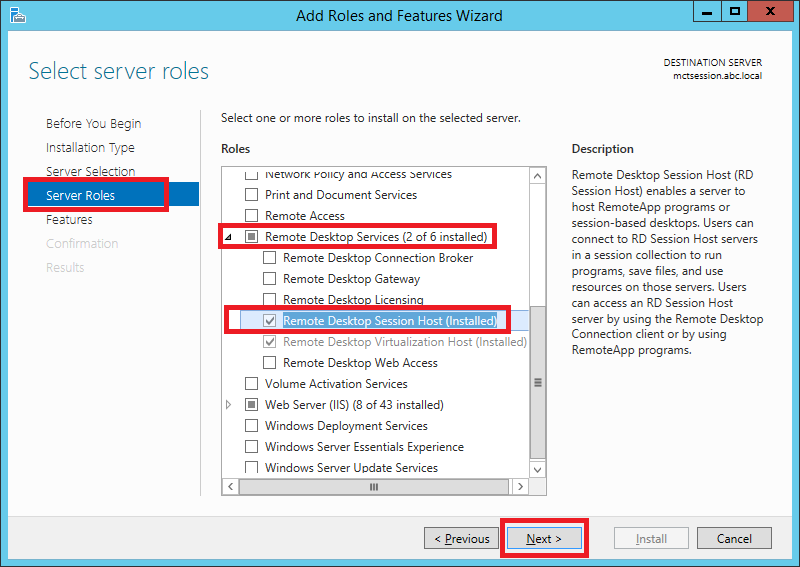 Add Roles and Features Wizard
Select server roles
DESTINATION SERVER
mctsession.abc.local
Before You Begin
Installation Type
Server Selection
Server Roles
Features
Confirmation
Results
Select one or more roles to install on the selected server.
Roles
Network Policy and Access Services
Print and Document Services
Remote Access
Remote Desktop Services (2 of 6 installed)
Remote Desktop Connection Broker
Remote Desktop Gateway
Remote Desktop Licensing
Remote Desktop Session Host (Installed)
Remote Desktop Virtualization Host (Installed)
Remote Desktop Web Access
Volume Activation Services
Web Server (IIS) (8 of 43 installed)
Windows Deployment Services
Windows Server Essentials Experience
Windows Server Update Services
Description
Remote Desktop Session Host (RD
Session Host) enables a server to
host RemoteApp programs or
session-based desktops. Users can
connect to RD Session Host servers
in a session collection to run
programs, save files, and use
resources on those servers. Users
can access an RD Session Host
server by using the Remote Desktop
Connection client or by using
RemoteApp programs.
< Previous
Next >
Install
Cancel